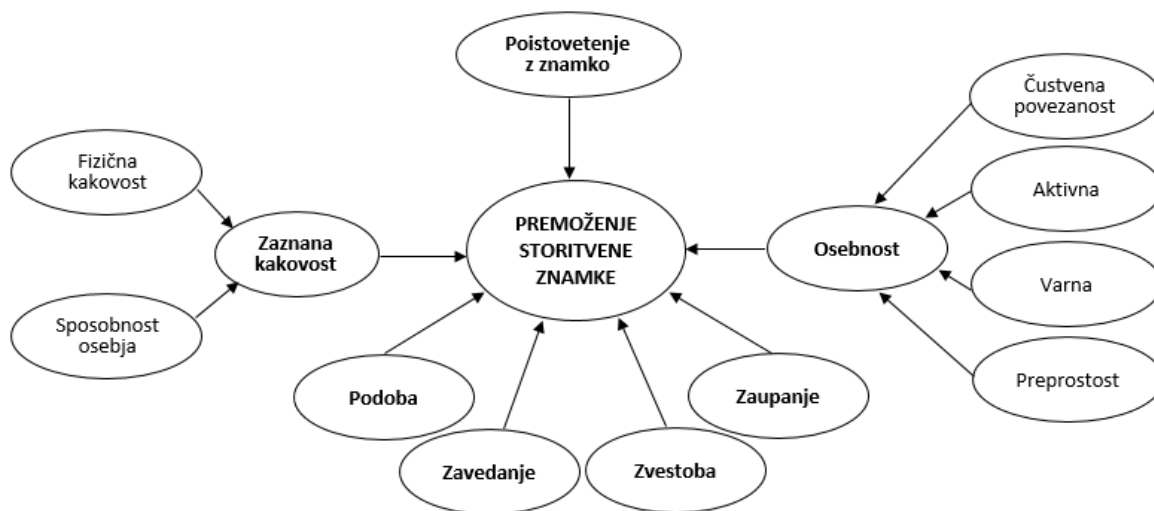 Poistovetenje
z znamko
Čustvena
povezanost
Fizična
kakovost
Aktivna
PREMOŽENJE
STORITVENE
ZNAMKE
Zaznana
kakovost
Osebnost
Varna
Sposobnost
osebja
Podoba
Zaupanje
Preprostost
Zavedanje
Zvestoba